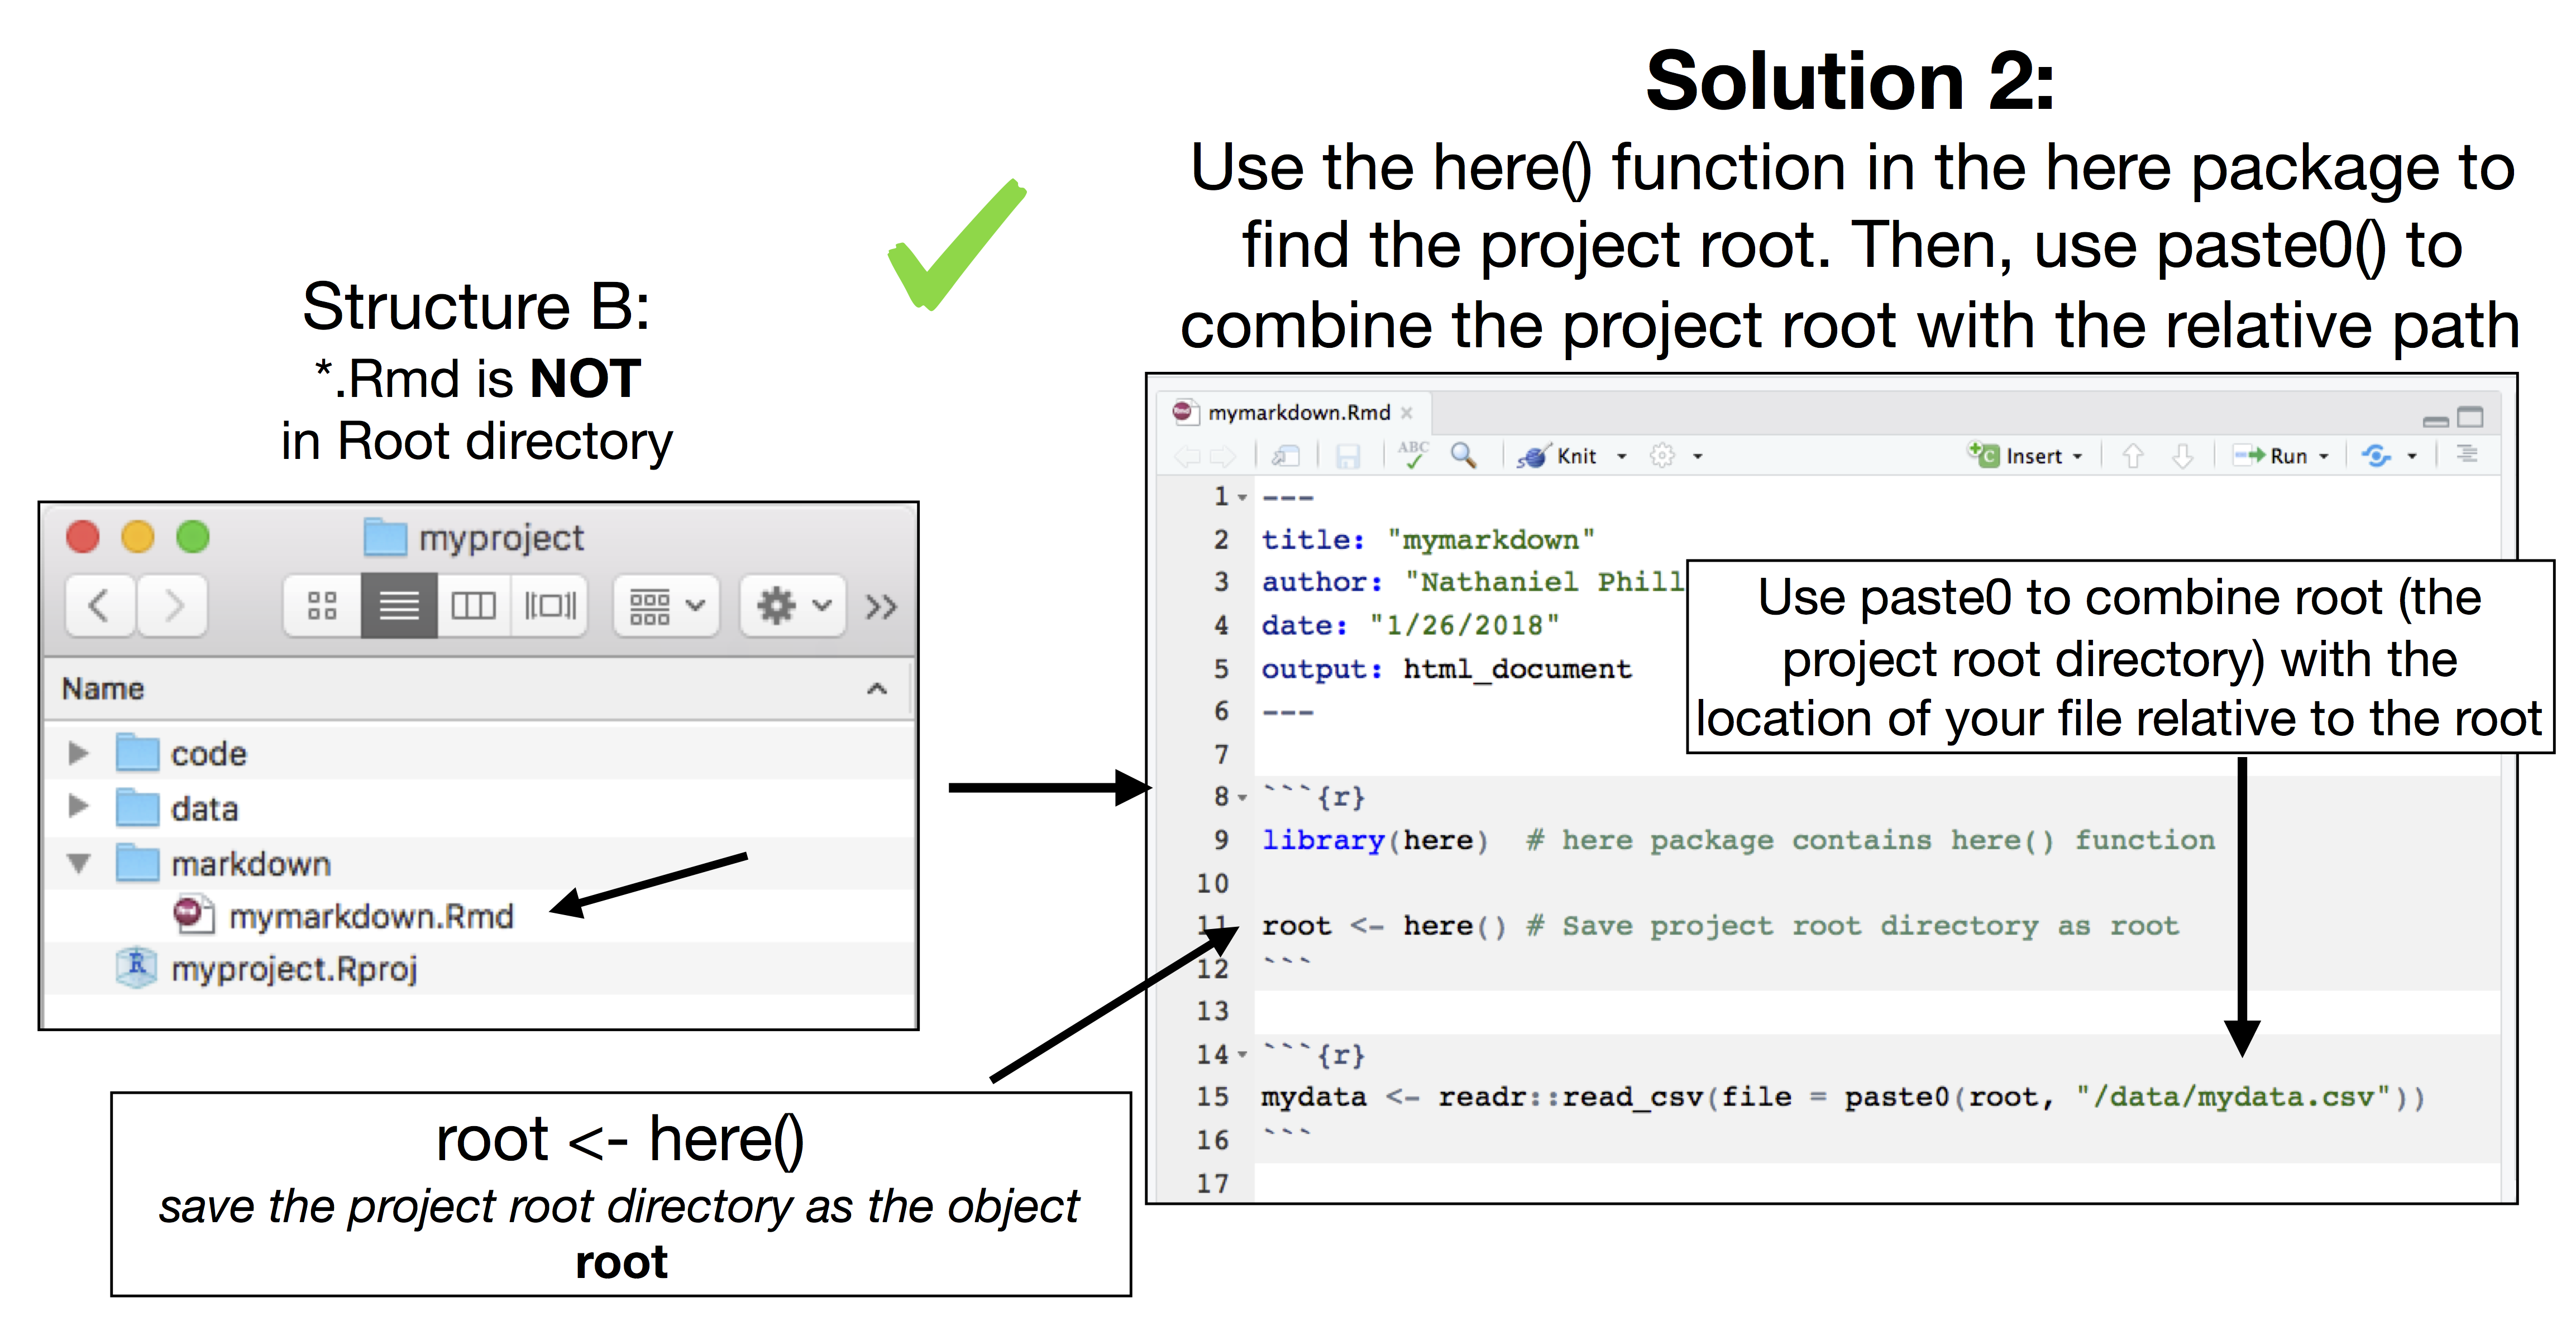 Solution 2:
Use the here() function in the here package to
find the project root. Then, use paste0() to
combine the project root with the relative path
Structure B:
*.Rmd is NOT
in Root directory
myproject
Name
code
data
markdown
mymarkdown.Rmd
myproject.Rproj
root <- here()
save the project root directory as the object
root
mymarkdown.Rmd
ABC
Knit
Insert
Run
1 ---
2 title: "mymarkdown"
3 author: "Nathaniel Phill
4 date: "1/26/2018"
5 output: html_document
6 ---
7
8 ```{r}
9 library(here) # here package contains here() function
10
11 root <- here() # Save project root directory as root
12 ```
13
14 ```{r}
15 mydata <- readr::read_csv(file = paste0(root, "/data/mydata.csv"))
16 ```
17
Use paste0 to combine root (the
project root directory) with the
location of your file relative to the root